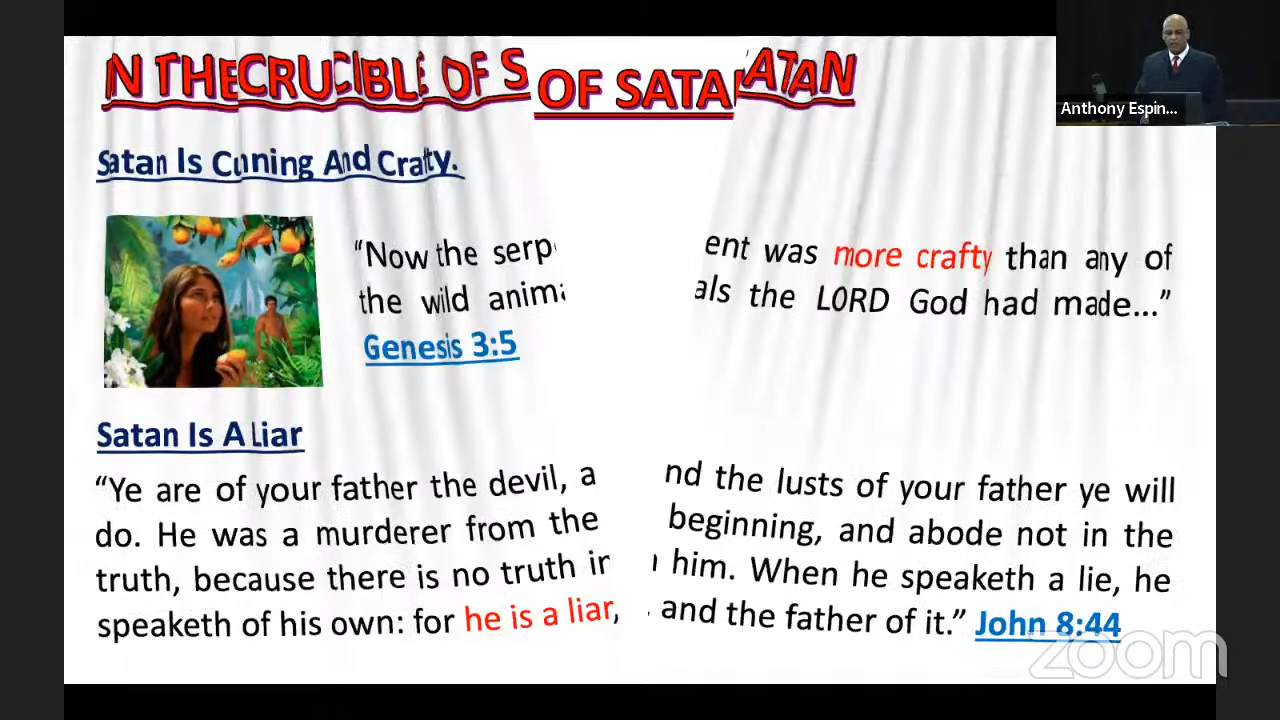 N THE CRUCIBLE OF S OF SATA ATAN
Anthony Espin...
Satan Is Cunning And Crafty.
“Now the serp ent was more crafty than any of
the wild anima als the LORD God had made...”
Genesis 3:5
Satan Is A Liar
“Ye are of your father the devil, a nd the lusts of your father ye will
do. He was a murderer from the beginning, and abode not in the
truth, because there is no truth in him. When he speaketh a lie, he
speaketh of his own: for he is a liar, and the father of it.” John 8:44
zoom